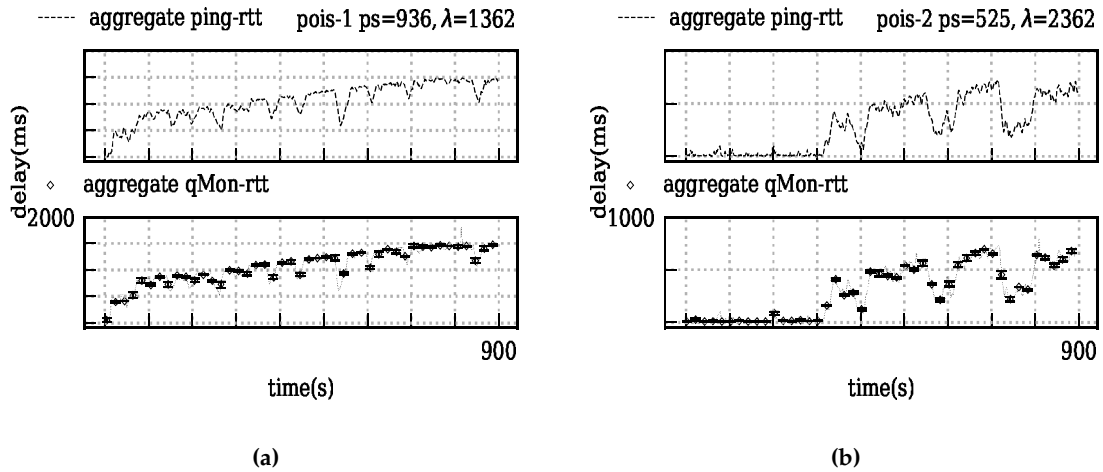 aggregate ping-rtt pois-1 ps=936, λ=1362
delay(ms)
aggregate qMon-rtt
2000
900
time(s)
(a)
aggregate ping-rtt pois-2 ps=525, λ=2362
delay(ms)
aggregate qMon-rtt
1000
900
time(s)
(b)